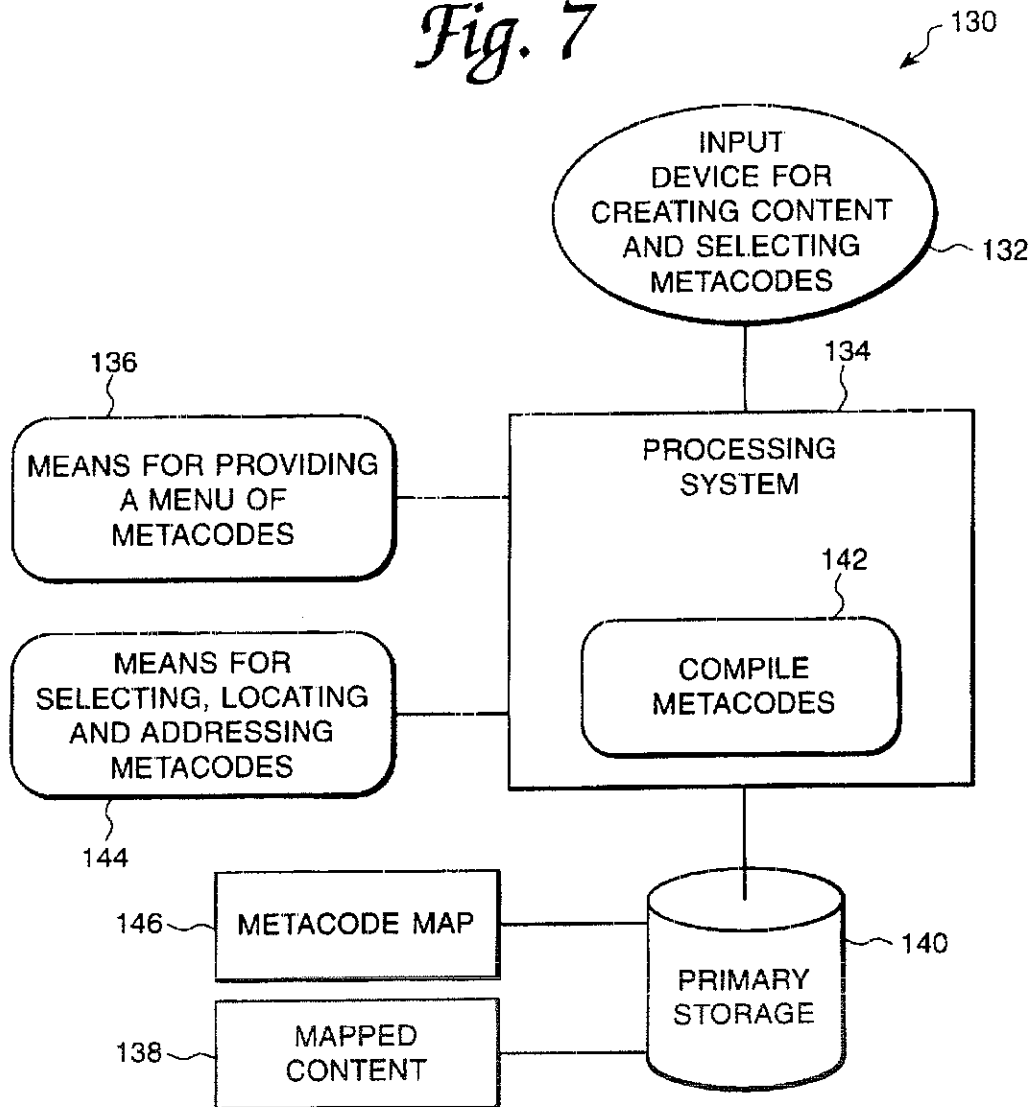 Fig. 7
130
INPUT
DEVICE FOR
CREATING CONTENT
AND SELECTING
METACODES
132
136
134
MEANS FOR PROVIDING
A MENU OF
METACODES
PROCESSING
SYSTEM
142
COMPILE
METACODES
MEANS FOR
SELECTING, LOCATING
AND ADDRESSING
METACODES
144
146
METACODE MAP
140
PRIMARY
STORAGE
138
MAPPED
CONTENT